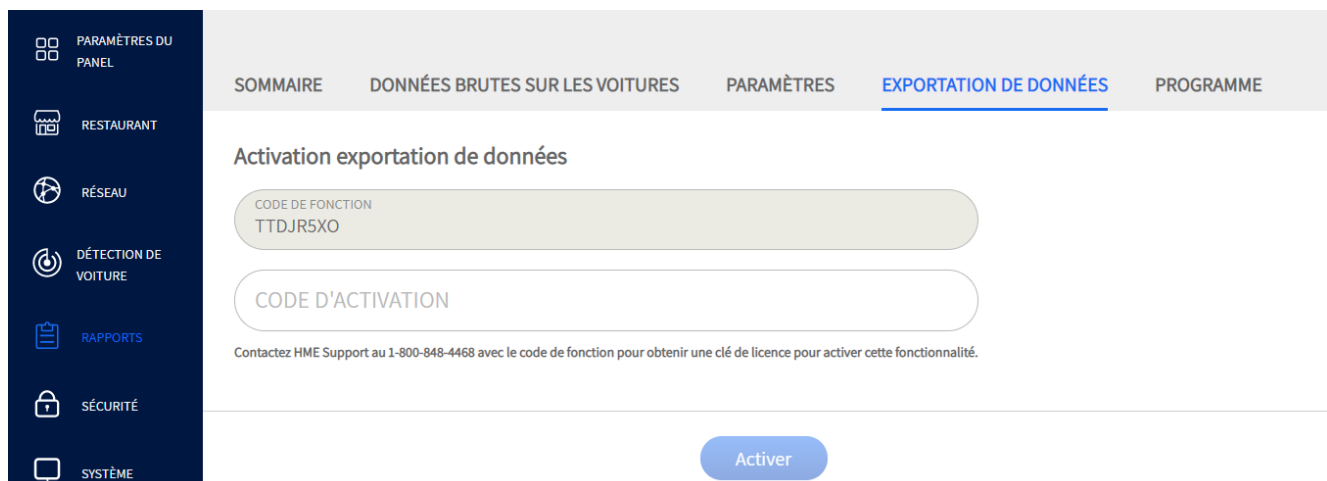 PARAMÈTRES DU
PANEL
RESTAURANT
RÉSEAU
DÉTECTION DE
VOITURE
RAPPORTS
SÉCURITÉ
SYSTÈME
SOMMAIRE DONNÉES BRUTES SUR LES VOITURES PARAMÈTRES EXPORTATION DE DONNÉES PROGRAMME
Activation exportation de données
CODE DE FONCTION
TTDJR5XO
CODE D'ACTIVATION
Contactez HME Support au 1-800-848-4468 avec le code de fonction pour obtenir une clé de licence pour activer cette fonctionnalité.
Activer